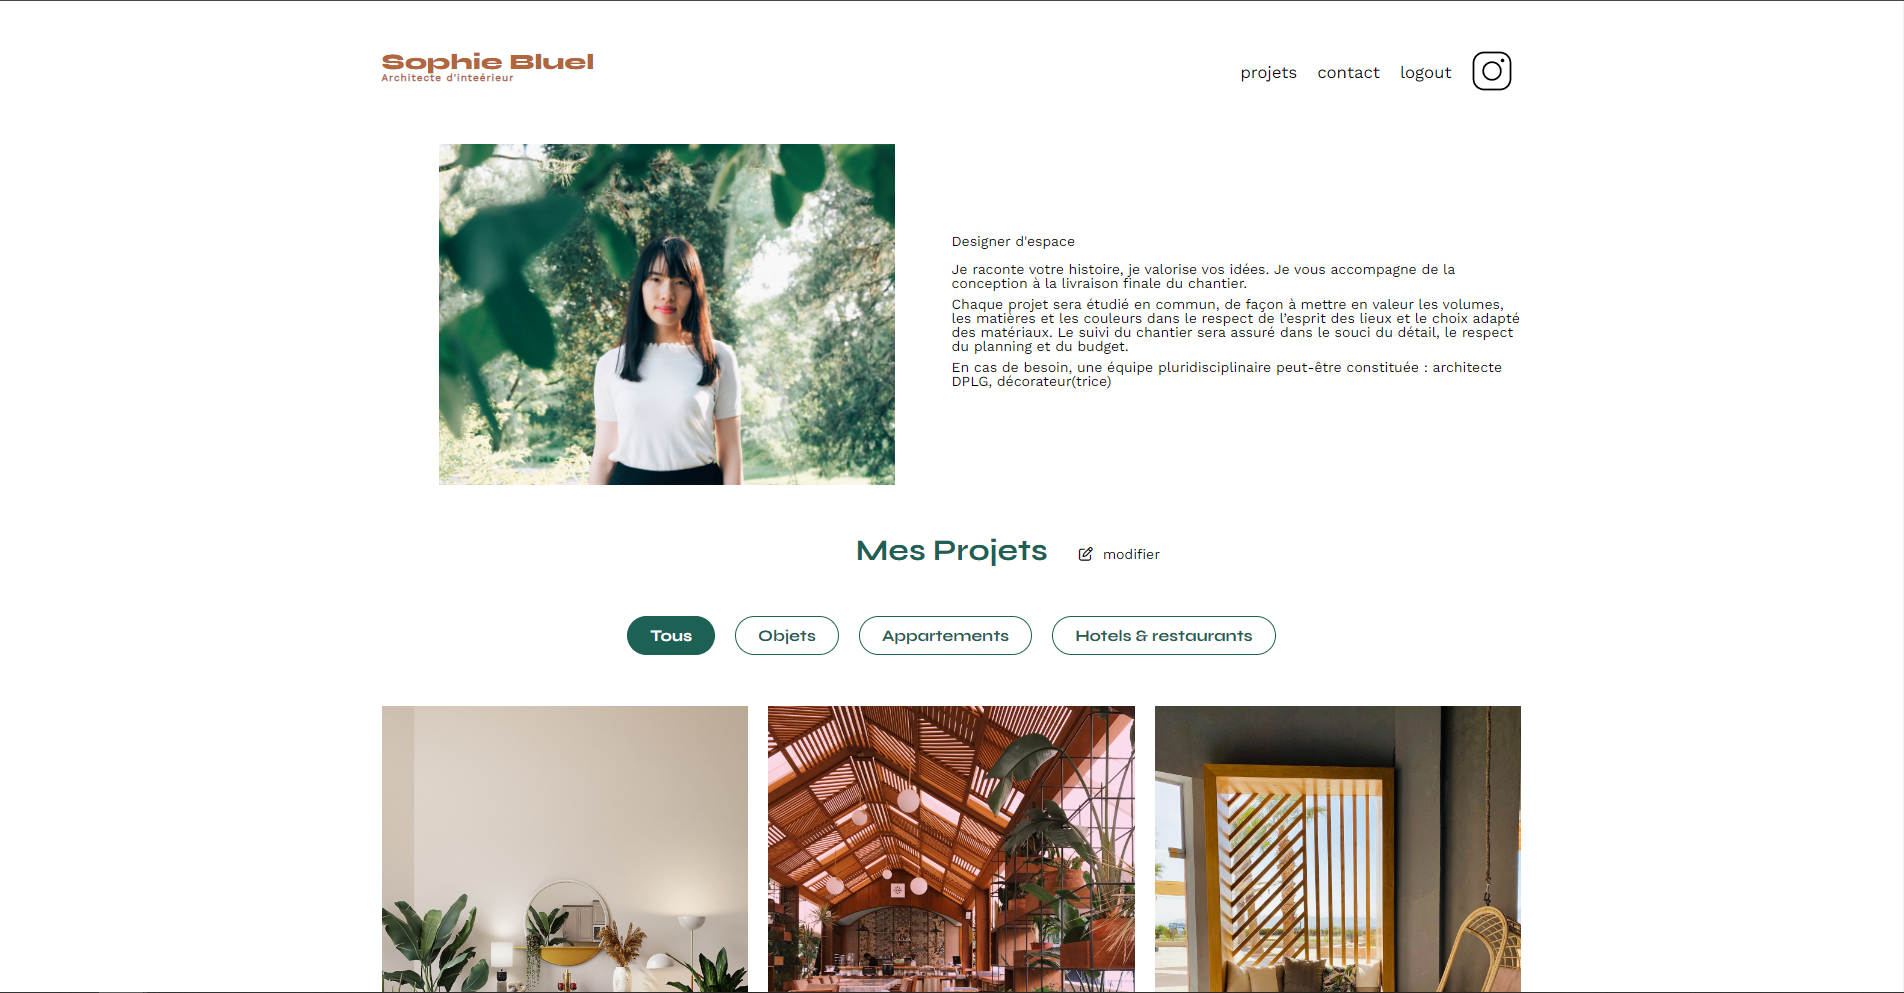 Sophie Bluel
Architecte d'inteérieur
projets
contact
logout
Designer d'espace
Je raconte votre histoire, je valorise vos idées. Je vous accompagne de la
conception à la livraison finale du chantier.
Chaque projet sera étudié en commun, de façon à mettre en valeur les volumes,
les matières et les couleurs dans le respect de l’esprit des lieux et le choix adapté
des matériaux. Le suivi du chantier sera assuré dans le souci du détail, le respect
du planning et du budget.
En cas de besoin, une équipe pluridisciplinaire peut-être constituée : architecte
DPLG, décorateur(trice)
Mes Projets
modifier
Tous
Objets
Appartements
Hotels & restaurants